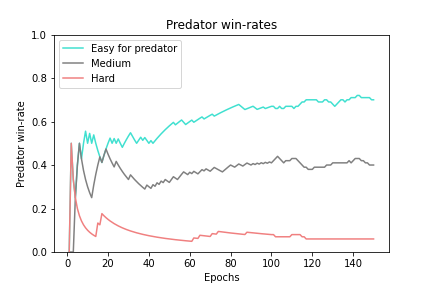 Predator win-rates
Easy for predator
Medium
Hard
Predator win-rate
1.0
0.8
0.6
0.4
0.2
0.0
0 20 40 60 80 100 120 140
Epochs